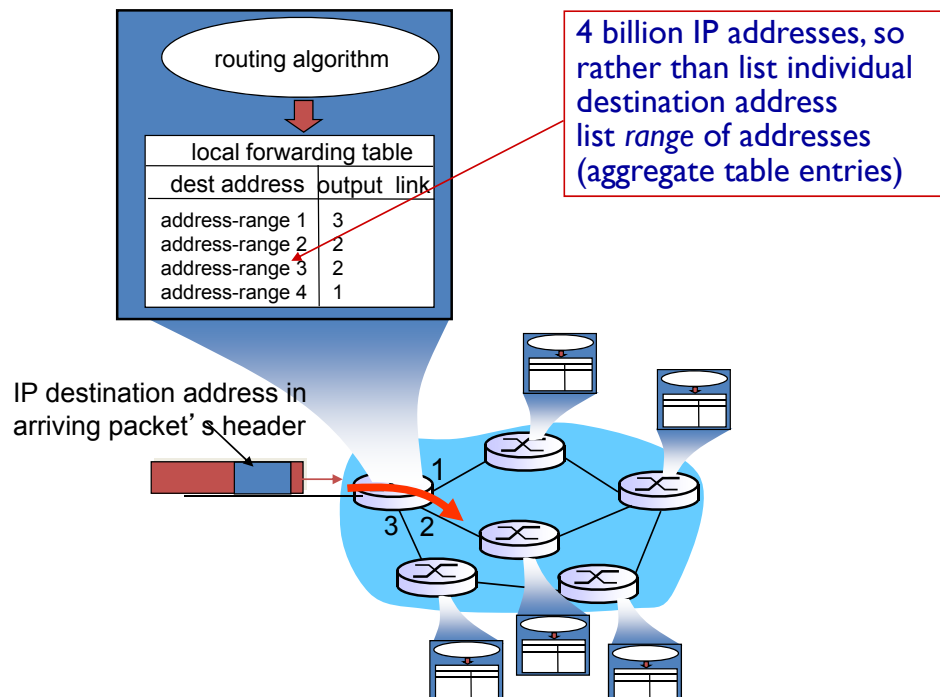 routing algorithm
4 billion IP addresses, so
rather than list individual
destination address
list range of addresses
(aggregate table entries)
local forwarding table
dest address output link
address-range 1 3
address-range 2 2
address-range 3 2
address-range 4 1
IP destination address in
arriving packet’s header
1
3 2